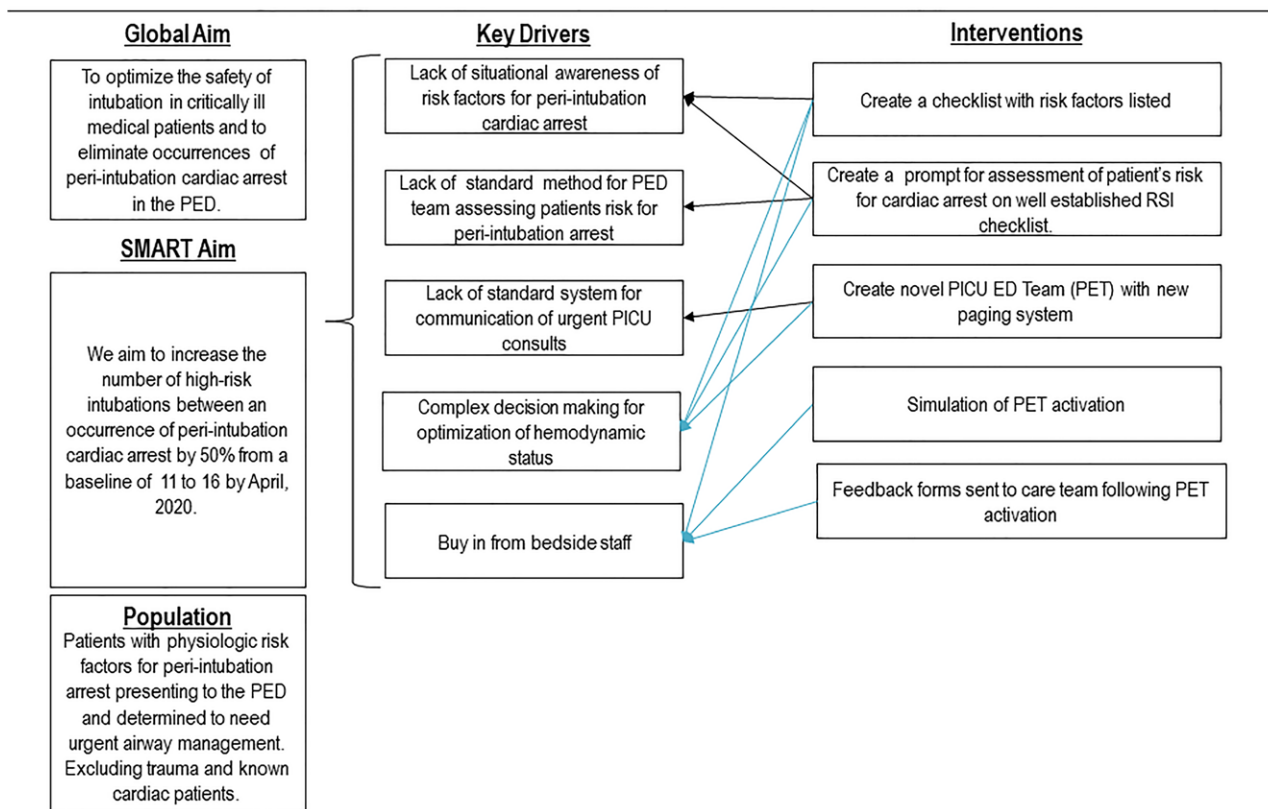 Global Aim
To optimize the safety of
intubation in critically ill
medical patients and to
eliminate occurrences of
peri-intubation cardiac arrest
in the PED.
SMART Aim
We aim to increase the
number of high-risk
intubations between an
occurrence of peri-intubation
cardiac arrest by 50% from a
baseline of 11 to 16 by April,
2020.
Population
Patients with physiologic risk
factors for peri-intubation
arrest presenting to the PED
and determined to need
urgent airway management.
Excluding trauma and known
cardiac patients.
Key Drivers
Lack of situational awareness of
risk factors for peri-intubation
cardiac arrest
Lack of standard method for PED
team assessing patients risk for
peri-intubation arrest
Lack of standard system for
communication of urgent PICU
consults
Complex decision making for
optimization of hemodynamic
status
Buy in from bedside staff
Interventions
Create a checklist with risk factors listed
Create a prompt for assessment of patient's risk
for cardiac arrest on well established RSI
checklist.
Create novel PICU ED Team (PET) with new
paging system
Simulation of PET activation
Feedback forms sent to care team following PET
activation